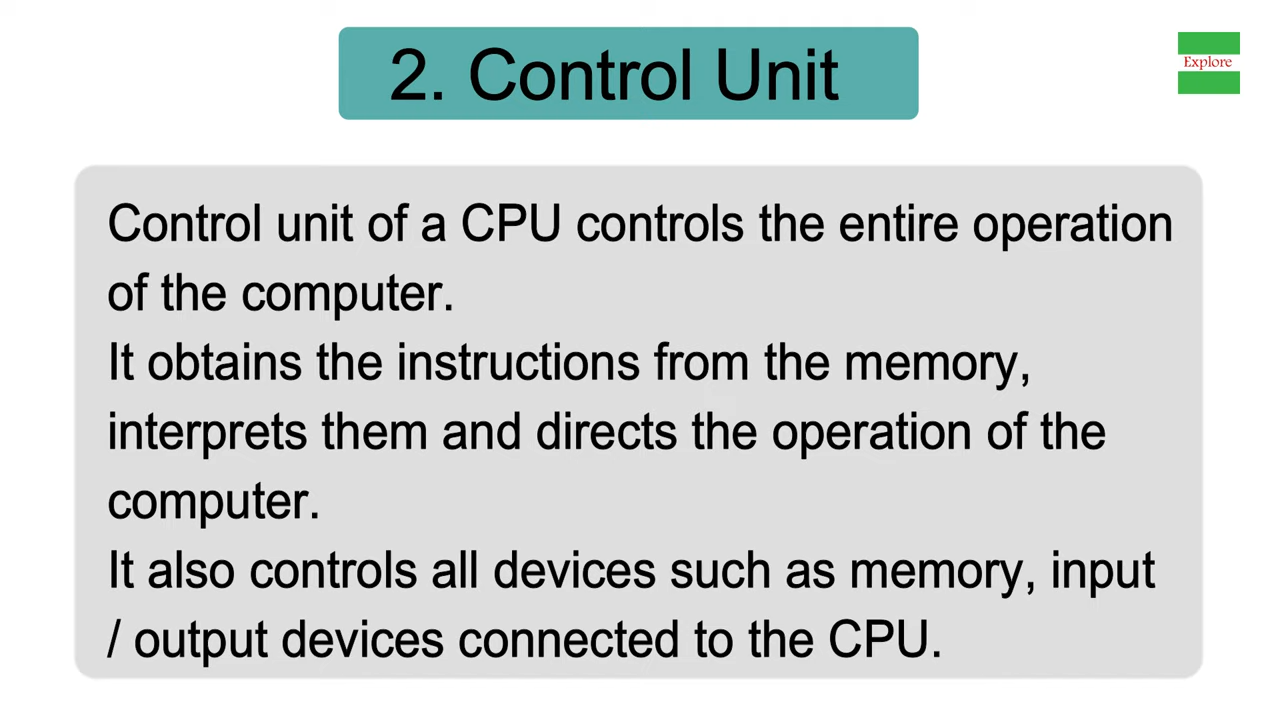 2. Control Unit
Explore
Control unit of a CPU controls the entire operation
of the computer.
It obtains the instructions from the memory,
interprets them and directs the operation of the
computer.
It also controls all devices such as memory, input
/ output devices connected to the CPU.